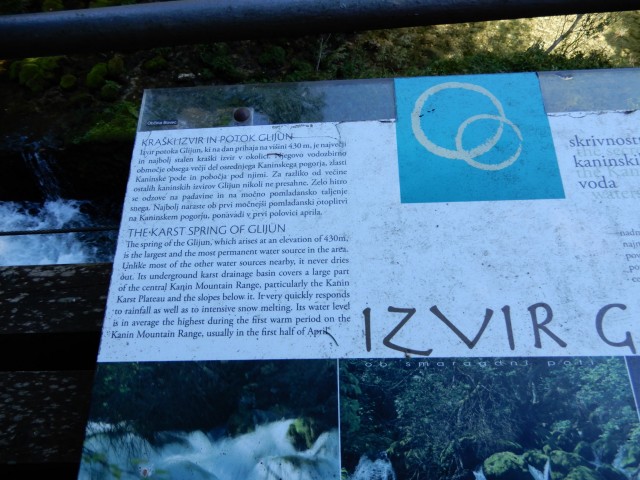 KRAŠKI IZVIR IN POTOK GLIJUN
Izvir potoka Glijun, ki na dan prihaja na višini 430 m, je največji
in najbolj stalen kraški izvir v okolici. Njegovo vodozbirno
območje obsega večji del osrednjega Kaninskega pogorja, zlasti
Kaninske pode in pobočja pod njimi. Za razliko od večine
ostalih kaninskih izvirov Glijun nikoli ne presahne. Zelo hitro
se odzove na padavine in na močno pomladansko taljenje
snega. Najbolj naraste ob prvi močnejši pomladanski otoplitvi
na Kaninskem pogorju, ponavadi v prvi polovici aprila.
THE KARST SPRING OF GLIJUN
The spring of the Glijun, which arises at an elevation of 430m,
is the largest and the most permanent water source in the area.
Unlike most of the other water sources nearby, it never dries
out. Its underground karst drainage basin covers a large part
of the central Kanin Mountain Range, particularly the Kanin
Karst Plateau and the slopes below it. It very quickly responds
to rainfall as well as to intensive snow melting. Its water level
is in average the highest during the first warm period on the
Kanin Mountain Range, usually in the first half of April.
skrivnost
kaninski
voda
IZVIR G
ob smaragdni poti